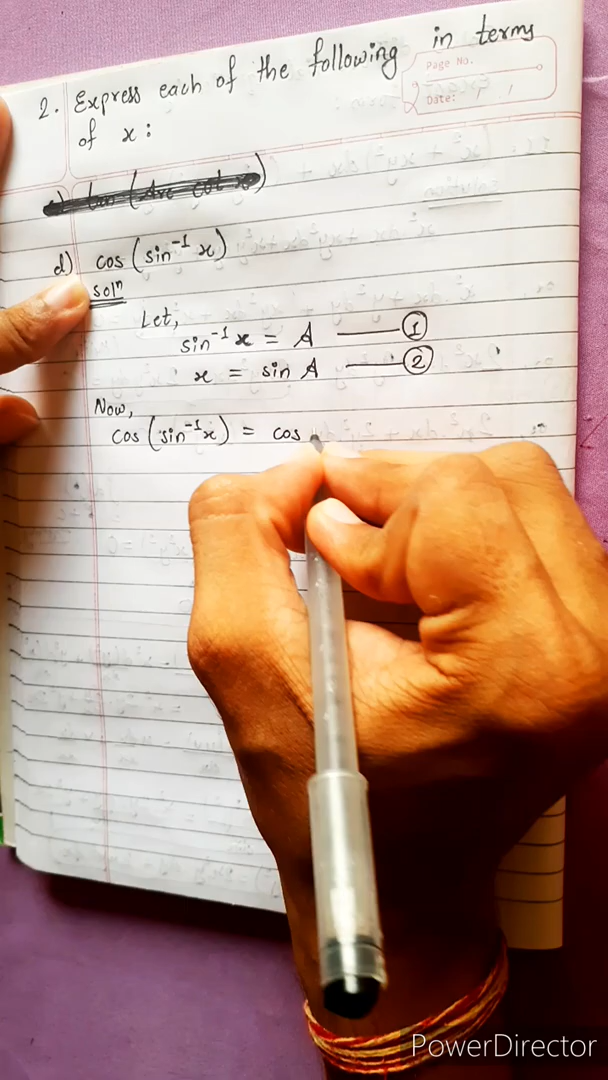 2. Express each of the following in terms
Page No.
Date: / /
of x:
d) cos (sin⁻¹ x)
solⁿ
Let,
sin⁻¹ x = A ——— ①
x = sin A ——— ②
Now,
cos (sin⁻¹x) = cos
PowerDirector